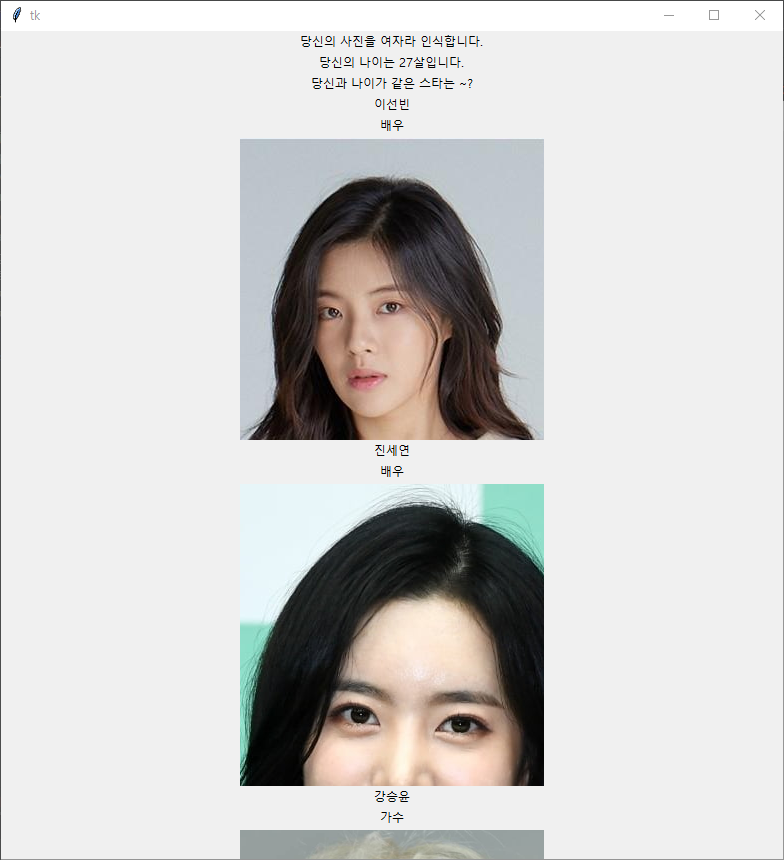 tk
당신의 사진을 여자라 인식합니다.
당신의 나이는 27살입니다.
당신과 나이가 같은 스타는 ~?
이선빈
배우
진세연
배우
강승윤
가수